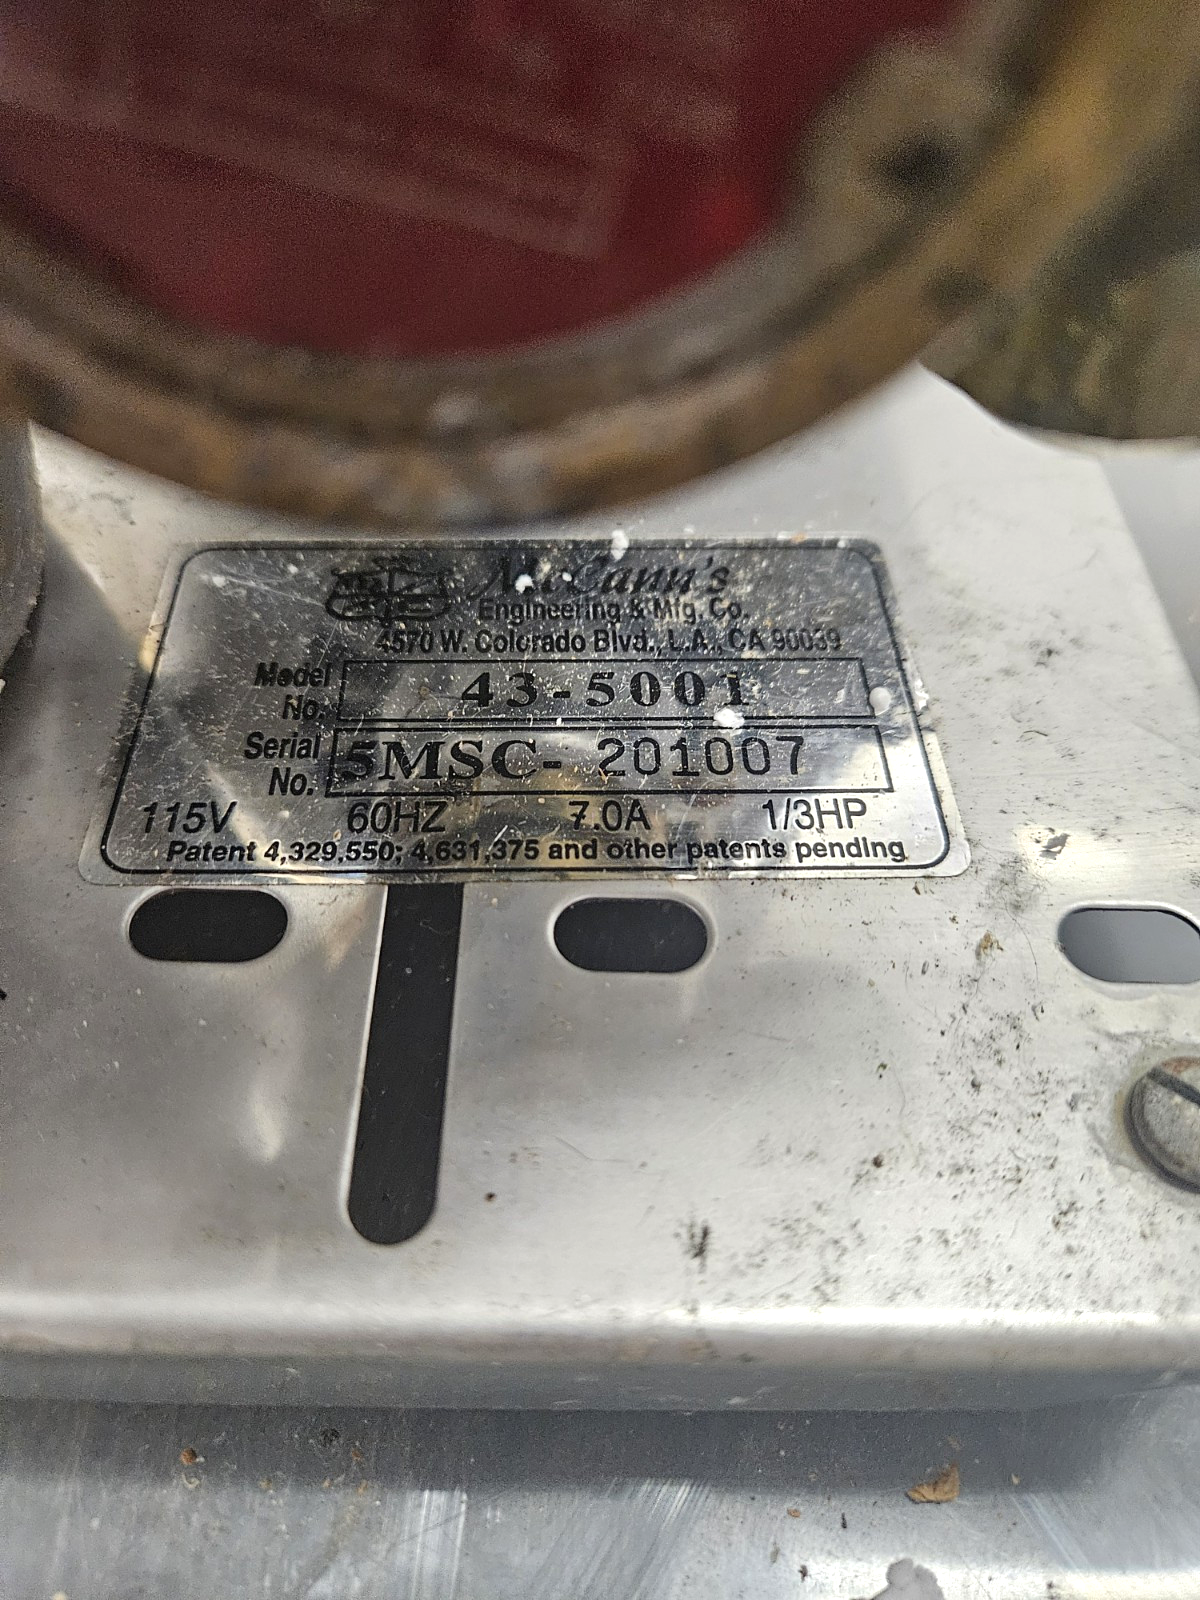 McCann's
Engineering & Mfg. Co.
4570 W. Colorado Blvd., L.A., CA 90039
Model No. 43-5001
Serial No. 5MSC- 201007
115V 60HZ 7.0A 1/3HP
Patent 4,329,550; 4,631,375 and other patents pending